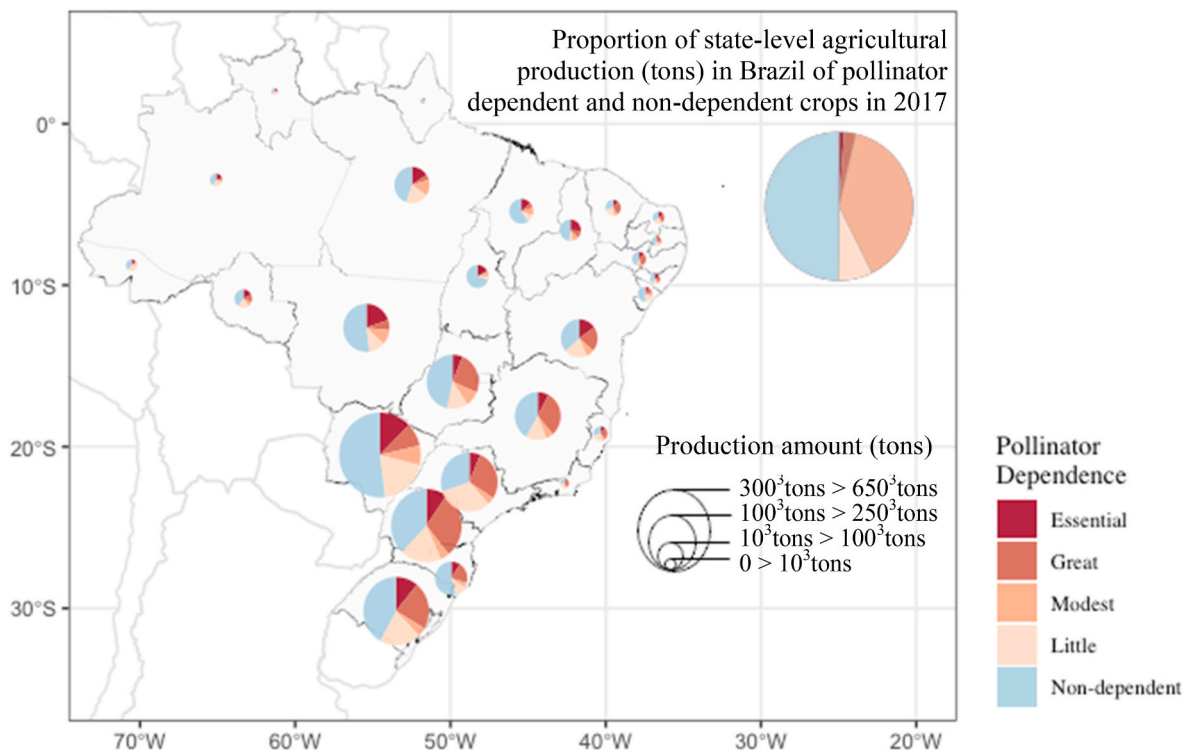 Proportion of state-level agricultural
production (tons) in Brazil of pollinator
dependent and non-dependent crops in 2017
0°
10°S
20°S
30°S
70°W
60°W
50°W
40°W
30°W
20°W
Production amount (tons)
300³tons > 650³tons
100³tons > 250³tons
10³tons > 100³tons
0 > 10³tons
Pollinator
Dependence
Essential
Great
Modest
Little
Non-dependent